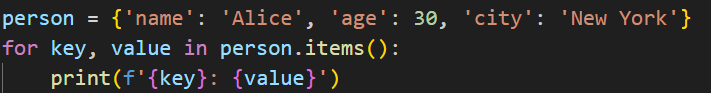 person = {'name': 'Alice', 'age': 30, 'city': 'New York'}
for key, value in person.items():
    print(f'{key}: {value}')